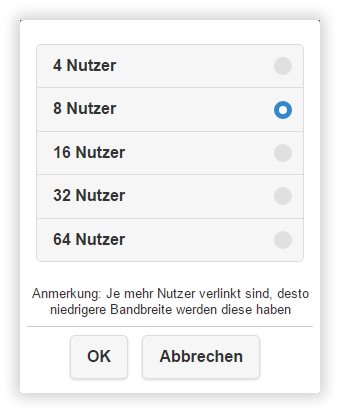 4 Nutzer
8 Nutzer
16 Nutzer
32 Nutzer
64 Nutzer
Anmerkung: Je mehr Nutzer verlinkt sind, desto
niedrigere Bandbreite werden diese haben
OK Abbrechen